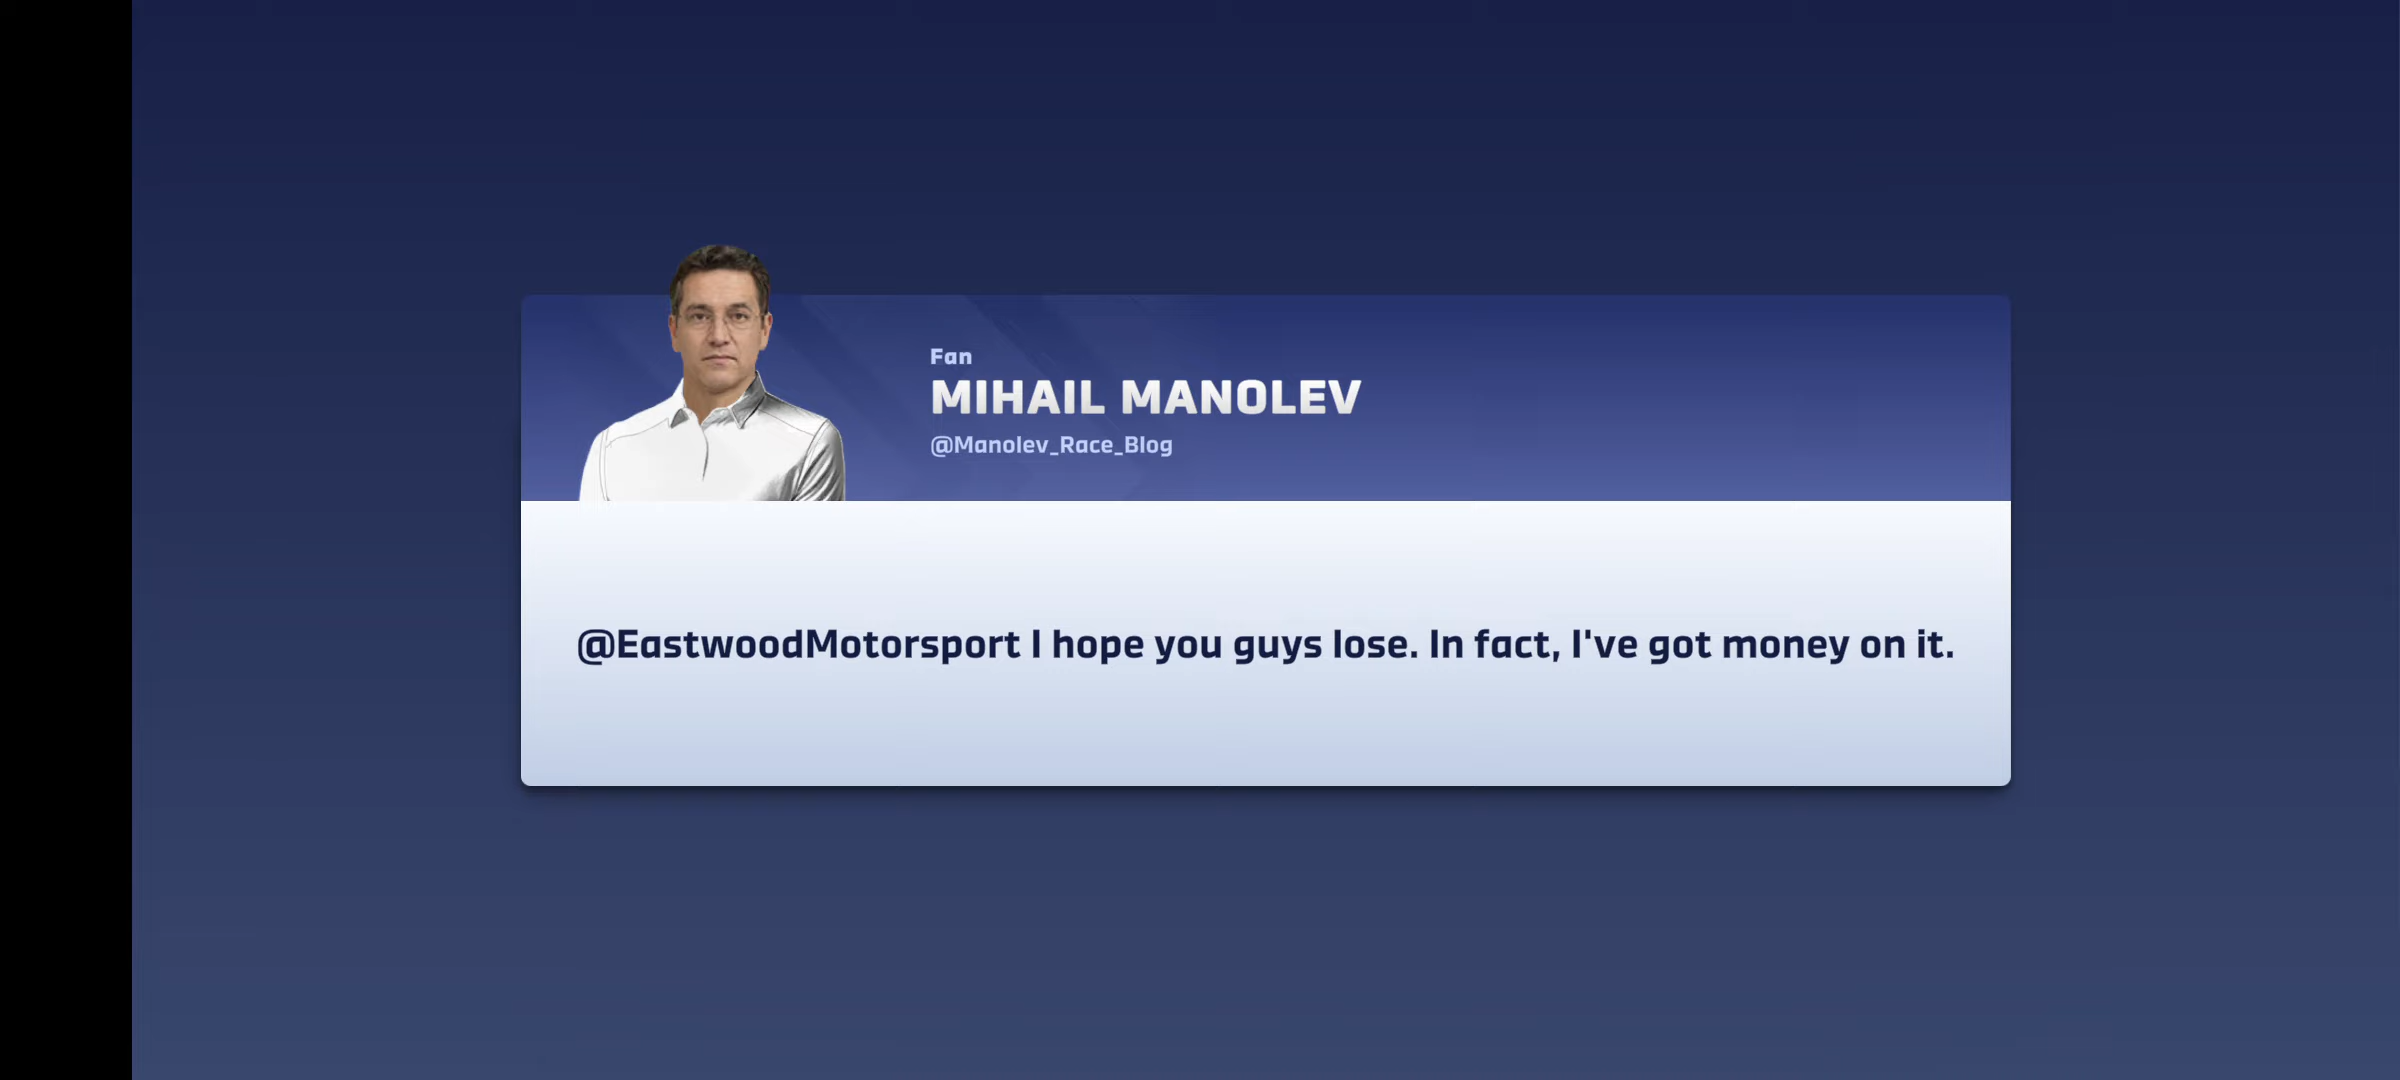 Fan
MIHAIL MANOLEV
@Manolev_Race_Blog
@EastwoodMotorsport I hope you guys lose. In fact, I've got money on it.